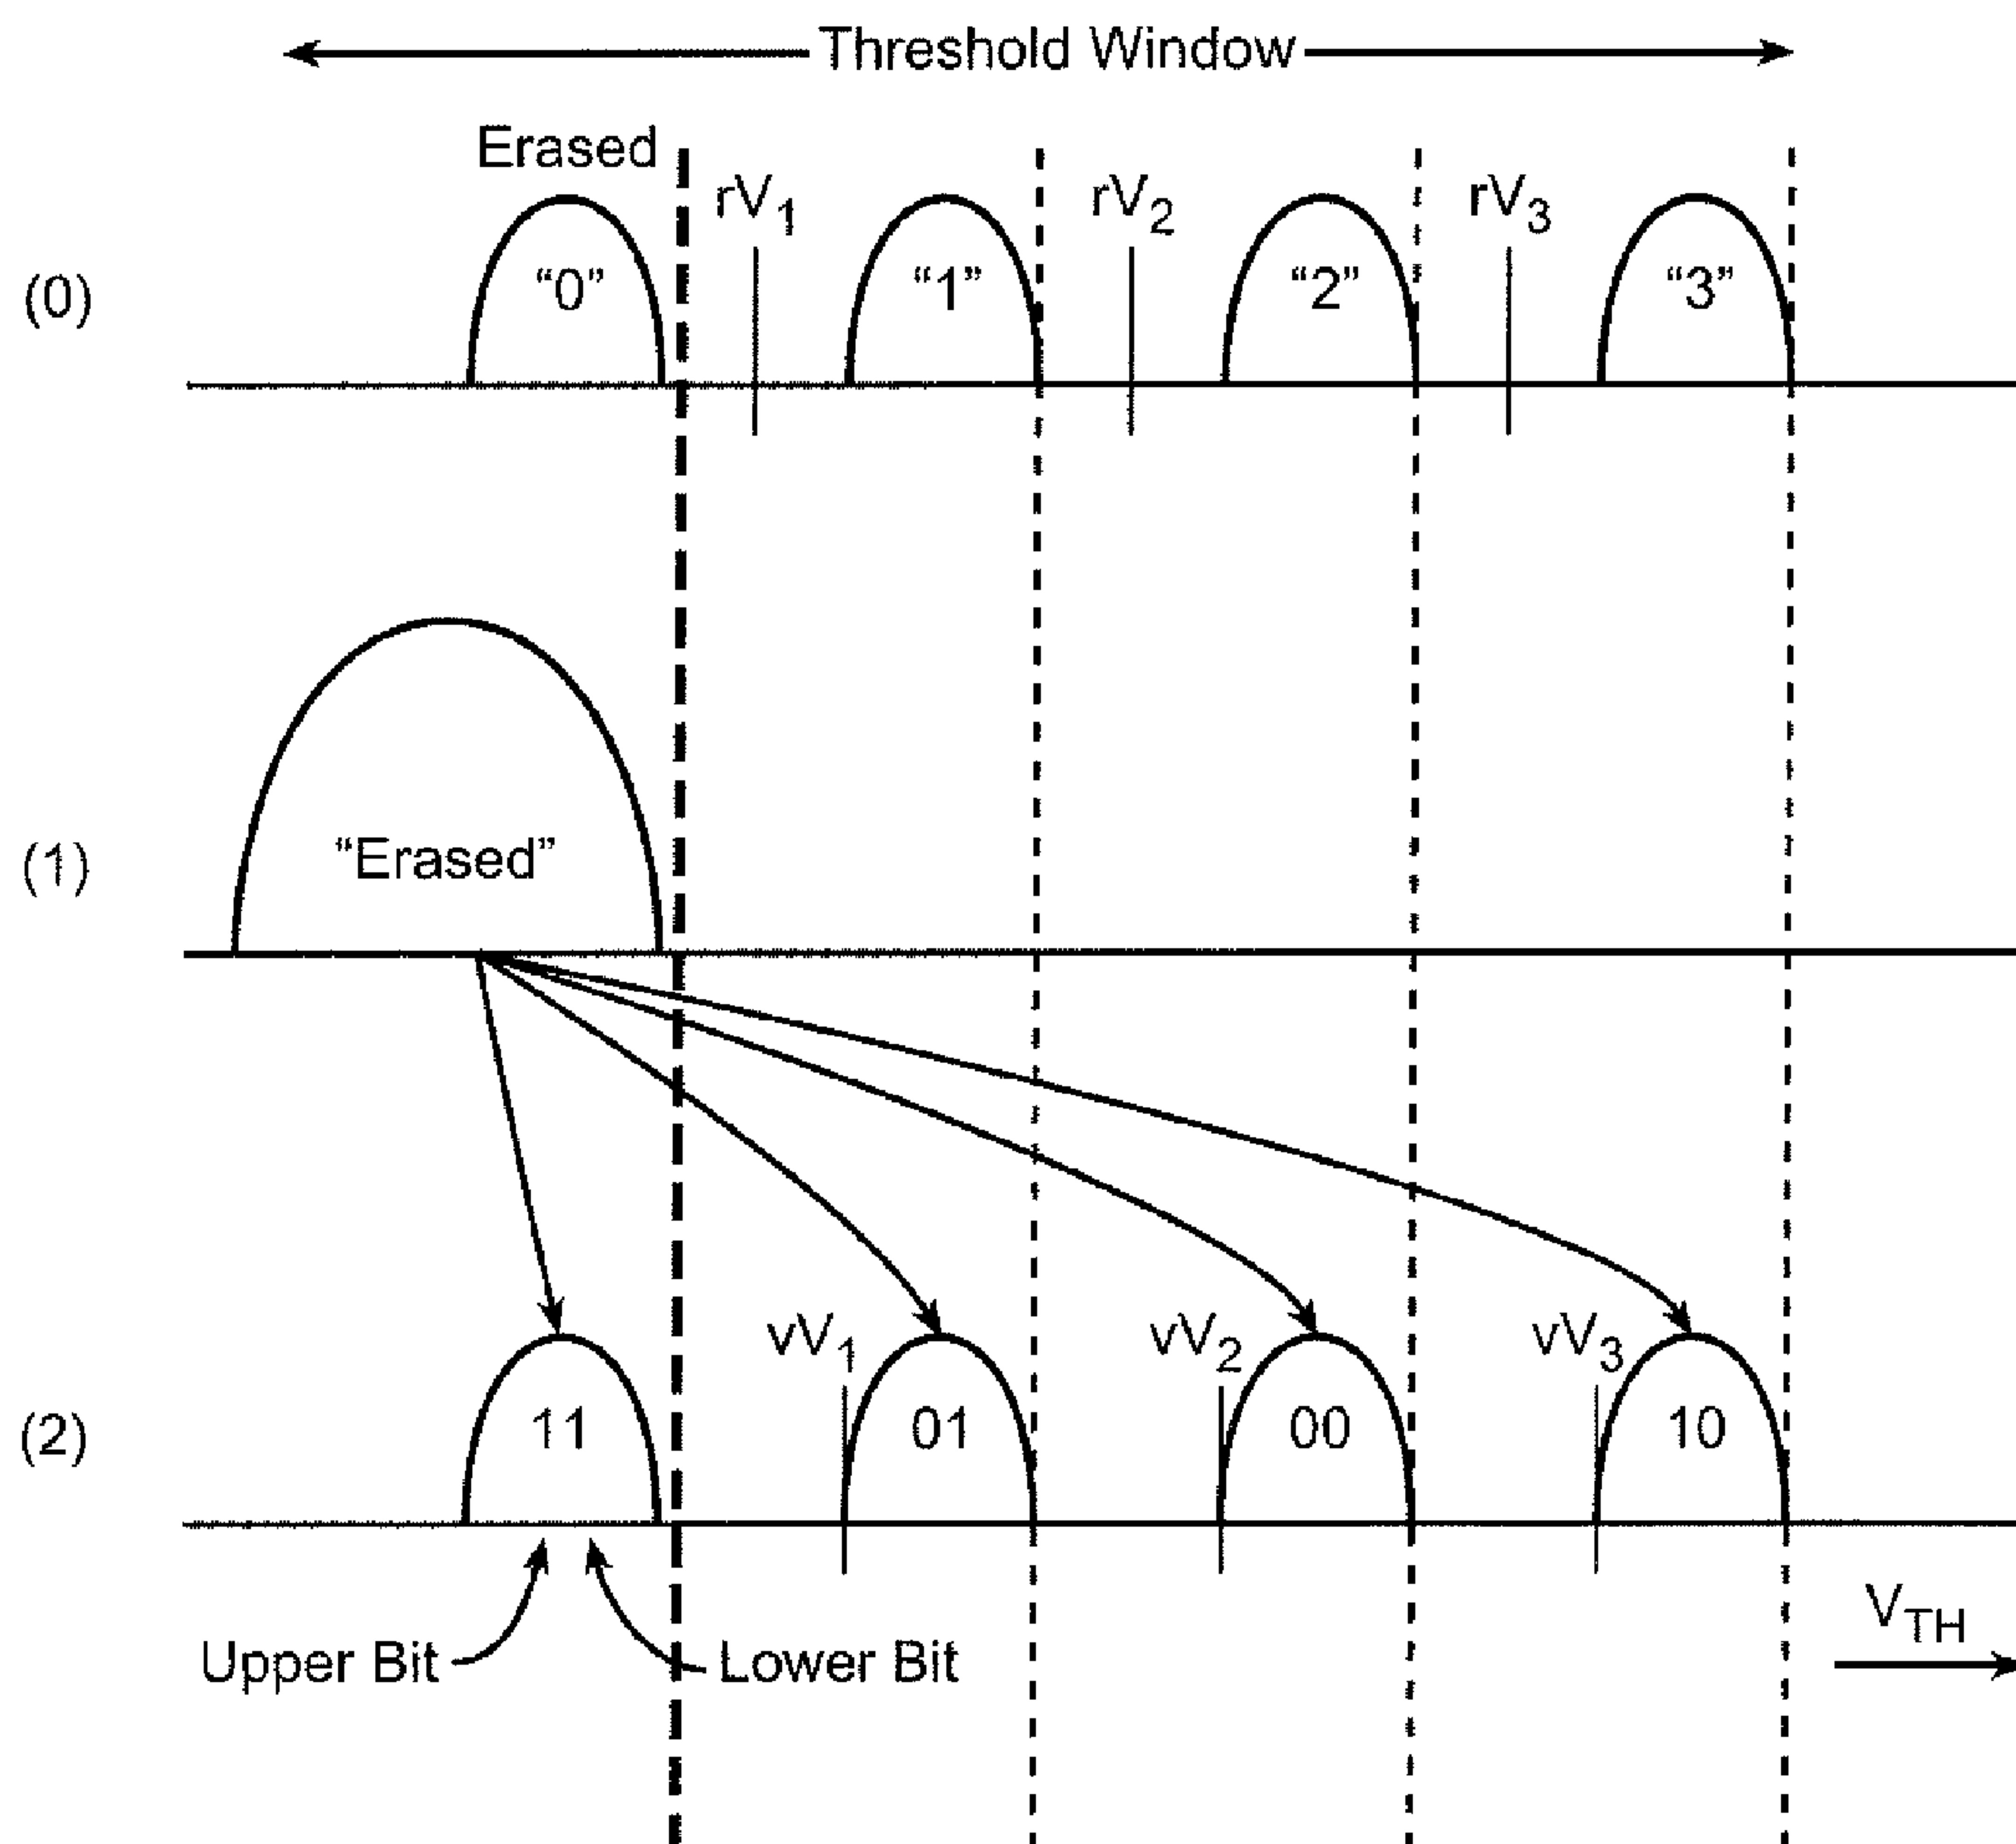 Threshold Window
Erased
rV1 rV2 rV3
(0) “0” “1” “2” “3”
(1) “Erased”
vV1 vV2 vV3
(2) 11 01 00 10
VTH
Upper Bit Lower Bit